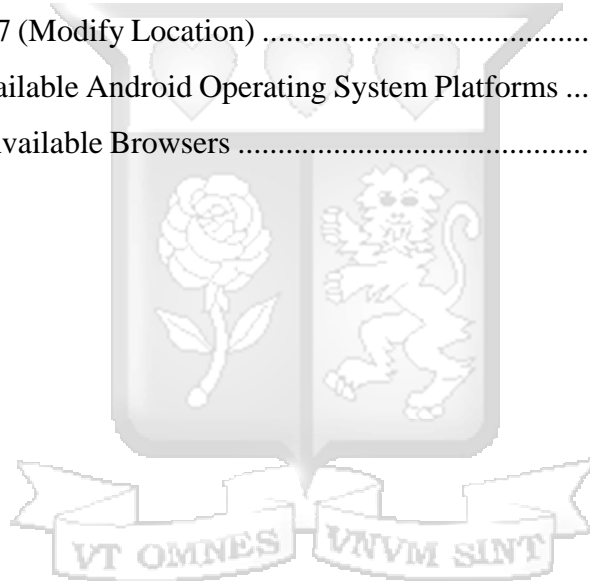 7 (Modify Location) ....................................
ailable Android Operating System Platforms ...
vailable Browsers ......................................
VT OMNES VNVM SINT